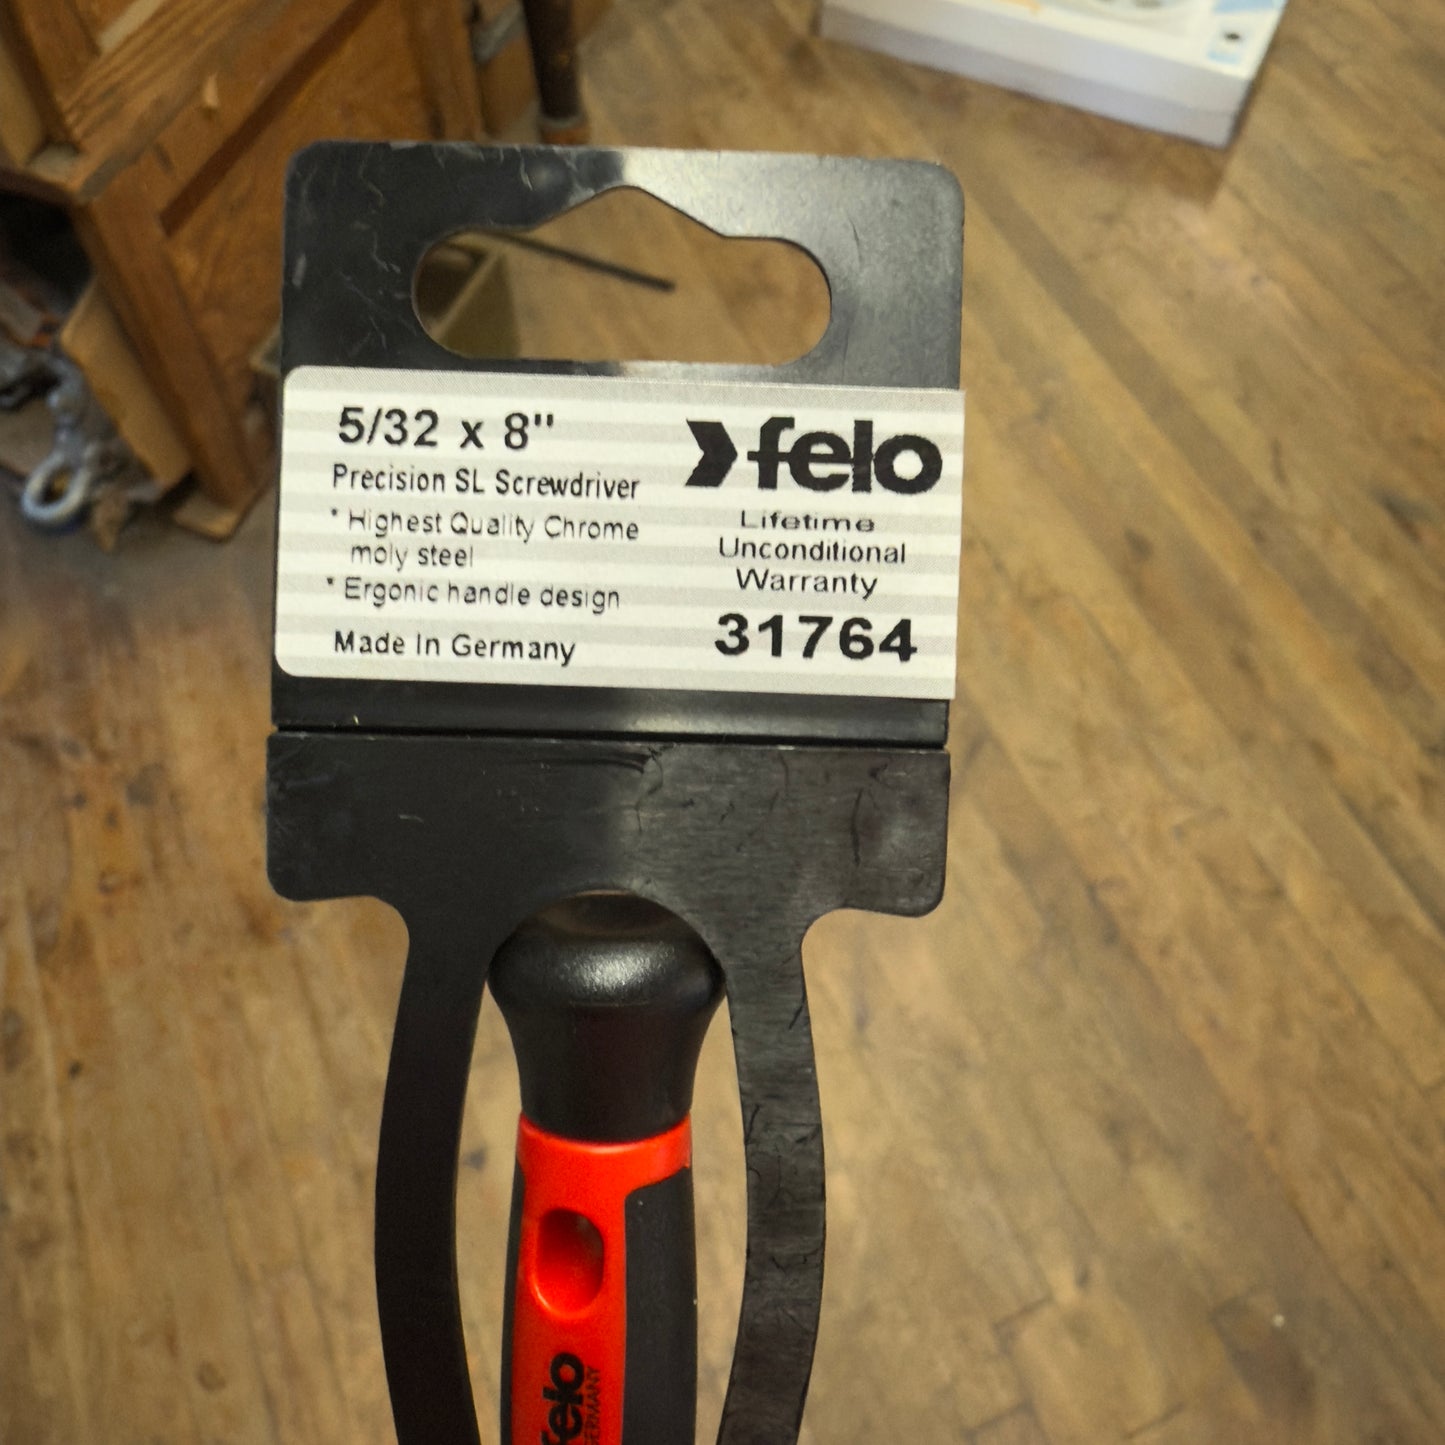 5/32 x 8"
Precision SL Screwdriver
* Highest Quality Chrome
moly steel
* Ergonic handle design
Made In Germany
felo
Lifetime
Unconditional
Warranty
31764
felo
GERMANY